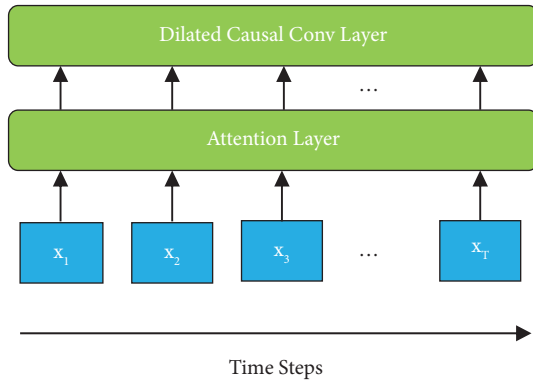 Dilated Causal Conv Layer
...
Attention Layer
x1 x2 x3 ... xT
Time Steps